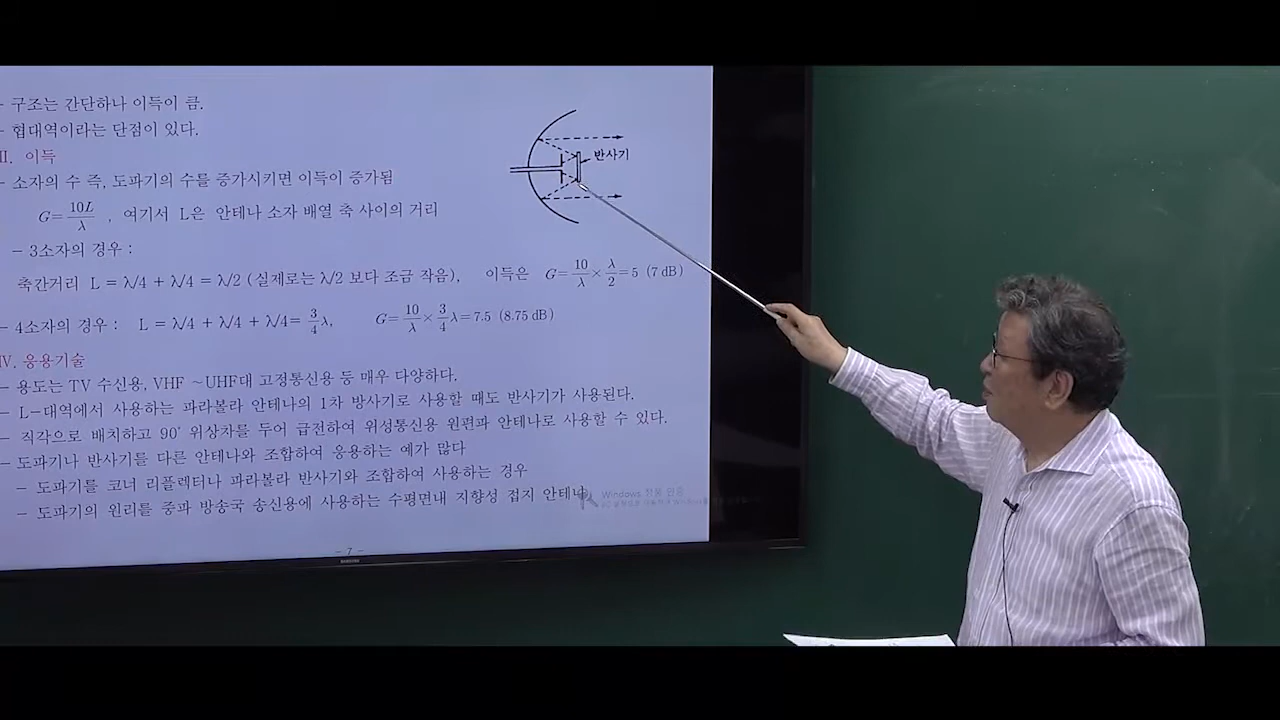 - 구조는 간단하나 이득이 큼.
- 협대역이라는 단점이 있다.
반사기
Ⅲ. 이득
- 소자의 수 즉, 도파기의 수를 증가시키면 이득이 증가됨
G=10L/λ , 여기서 L은 안테나 소자 배열 축 사이의 거리
- 3소자의 경우 :
축간거리 L = λ/4 + λ/4 = λ/2 (실제로는 λ/2 보다 조금 작음), 이득은 G=10/λ×λ/2=5 (7 dB)
- 4소자의 경우 : L = λ/4 + λ/4 + λ/4= 3/4λ, G=10/λ×3/4λ=7.5 (8.75 dB)
Ⅳ. 응용기술
- 용도는 TV 수신용, VHF ~UHF대 고정통신용 등 매우 다양하다.
- L-대역에서 사용하는 파라볼라 안테나의 1차 방사기로 사용할 때도 반사기가 사용된다.
- 직각으로 배치하고 90° 위상차를 두어 급전하여 위성통신용 원편파 안테나로 사용할 수 있다.
- 도파기나 반사기를 다른 안테나와 조합하여 응용하는 예가 많다
- 도파기를 코너 리플렉터나 파라볼라 반사기와 조합하여 사용하는 경우
- 도파기의 원리를 중파 방송국 송신용에 사용하는 수평면내 지향성 접지 안테나
Windows 정품 인증
- 7 -
SAMSUNG